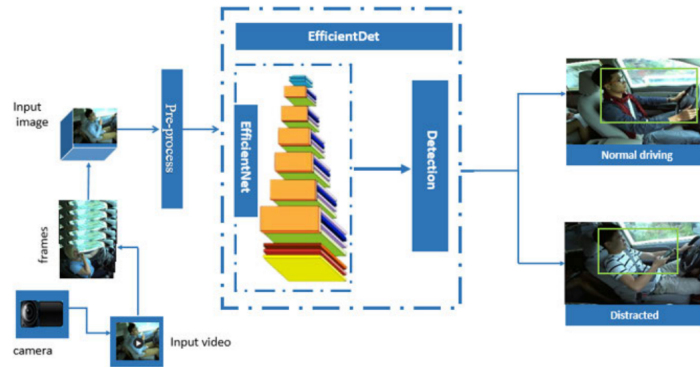 EfficientDet
Input
image
Pre-process
EfficientNet
Detection
Normal driving
frames
Distracted
camera
Input video